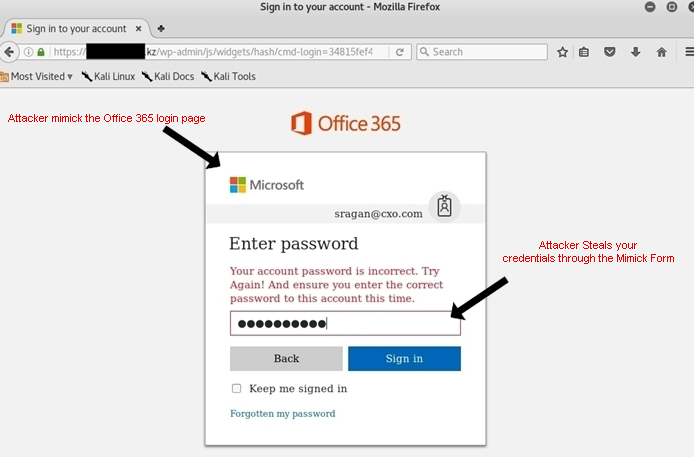 Sign in to your account - Mozilla Firefox
Sign in to your account
https:// .kz/wp-admin/js/widgets/hash/cmd-login=34815fef4
Search
Most Visited
Kali Linux
Kali Docs
Kali Tools
Attacker mimick the Office 365 login page
Office 365
Microsoft
sragan@cxo.com
Enter password
Your account password is incorrect. Try
Again! And ensure you enter the correct
password to this account this time.
Attacker Steals your
credentials through the Mimick Form
Back
Sign in
Keep me signed in
Forgotten my password